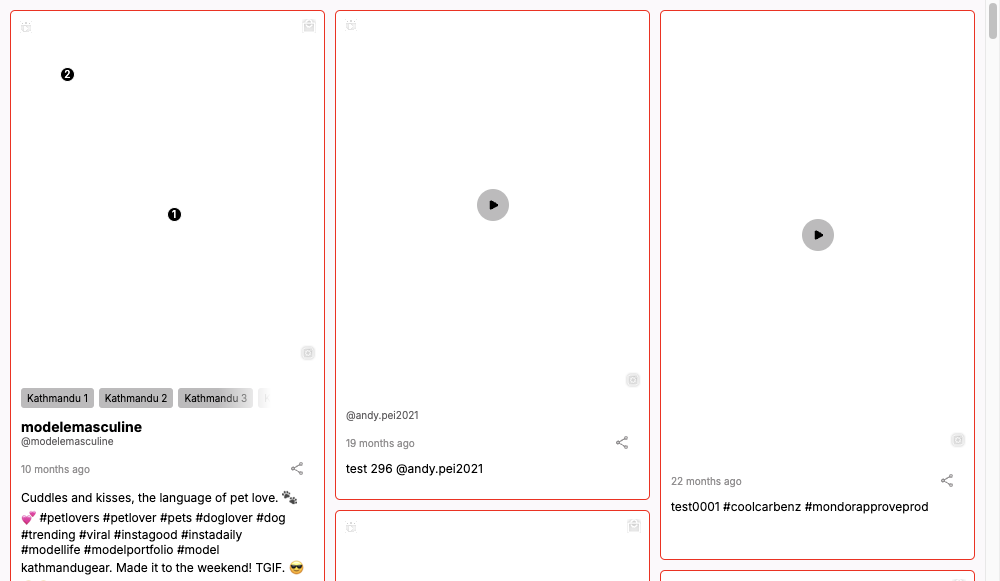 2
1
Kathmandu 1 Kathmandu 2 Kathmandu 3
modelemasculine
@modelemasculine
10 months ago
Cuddles and kisses, the language of pet love. 🐾
💕 #petlovers #petlover #pets #doglover #dog
#trending #viral #instagood #instadaily
#modellife #modelportfolio #model
kathmandugear. Made it to the weekend! TGIF. 😎
@andy.pei2021
19 months ago
test 296 @andy.pei2021
22 months ago
test0001 #coolcarbenz #mondorapproveprod